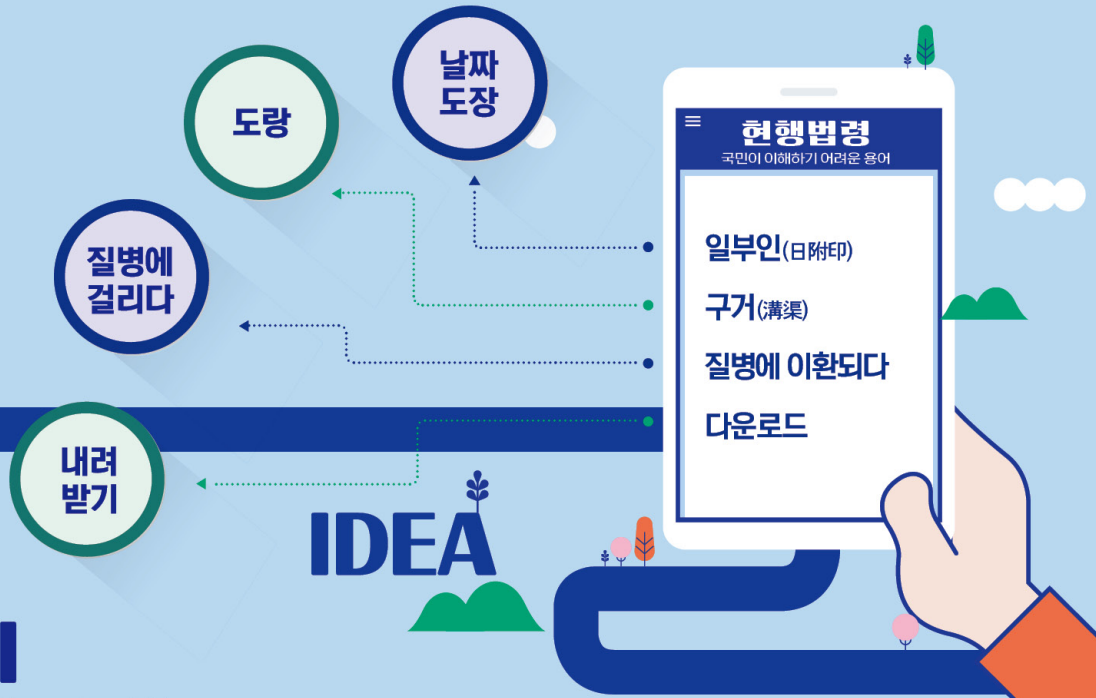 날짜
도장
도랑
질병에
걸리다
내려
받기
IDEA
현행법령
국민이 이해하기 어려운 용어
일부인(日附印)
구거(溝渠)
질병에 이환되다
다운로드